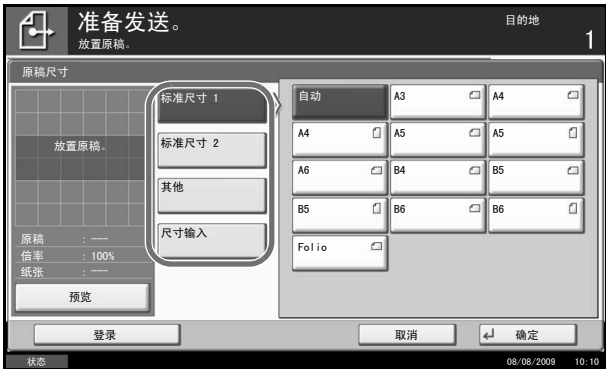 准备发送。
放置原稿。
目的地
1
原稿尺寸
放置原稿。
原稿 : ---
倍率 : 100%
纸张 : ---
预览
标准尺寸 1
标准尺寸 2
其他
尺寸输入
自动 A3 A4
A4 A5 A5
A6 B4 B5
B5 B6 B6
Folio
登录 取消 确定
状态 08/08/2009 10:10